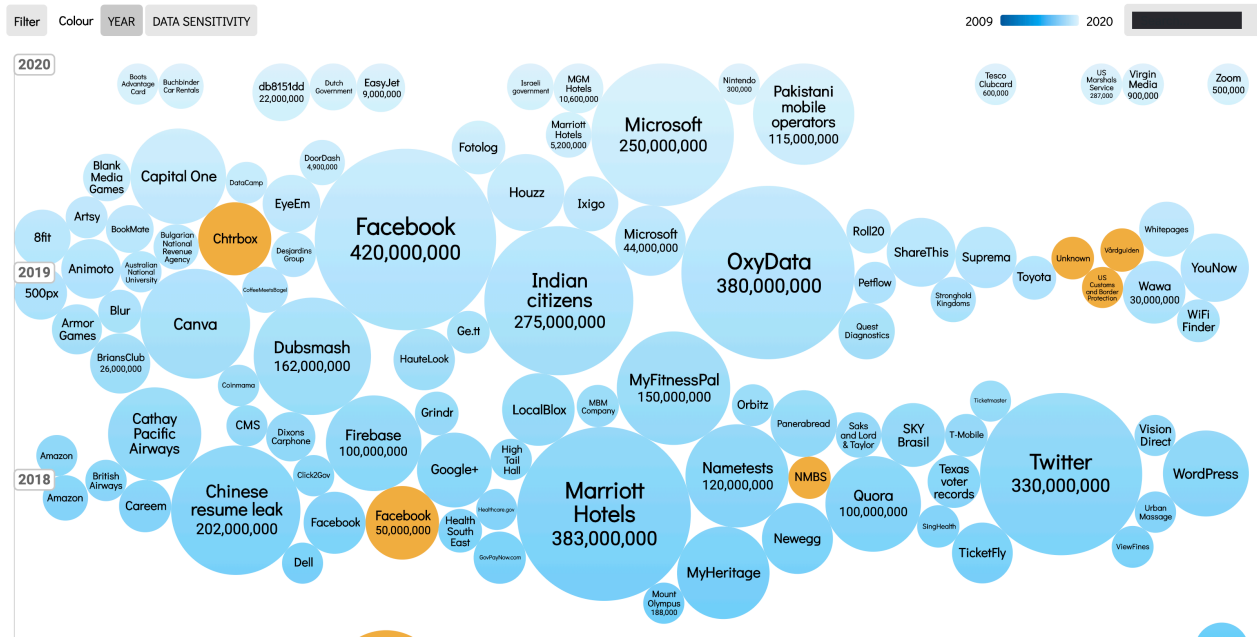 Filter Colour YEAR DATA SENSITIVITY
2009 2020
2020
Boots
Advantage
Card
Buchbinder
Car Rentals
db8151dd
22,000,000
Dutch
Government
EasyJet
9,000,000
Israeli
government
MGM
Hotels
10,600,000
Marriott
Hotels
5,200,000
Microsoft
250,000,000
Nintendo
300,000
Pakistani
mobile
operators
115,000,000
Tesco
Clubcard
600,000
US
Marshals
Service
287,000
Virgin
Media
900,000
Zoom
500,000
Blank
Media
Games
Capital One
DataCamp
DoorDash
4,900,000
EyeEm
Fotolog
Houzz
Ixigo
Artsy
BookMate
Bulgarian
National
Revenue
Agency
Chtrbox
Desjardins
Group
Facebook
420,000,000
Microsoft
44,000,000
OxyData
380,000,000
Roll20
ShareThis
Suprema
Toyota
Unknown
Vårdguiden
Whitepages
YouNow
8fit
2019
500px
Animoto
Australian
National
University
CoffeeMeetsBagel
Indian
citizens
275,000,000
Petflow
Stronghold
Kingdoms
US
Customs
and Border
Protection
Wawa
30,000,000
WiFi
Finder
Armor
Games
Blur
Canva
Ge.tt
Quest
Diagnostics
BriansClub
26,000,000
Dubsmash
162,000,000
HauteLook
MyFitnessPal
150,000,000
Coinmama
Cathay
Pacific
Airways
CMS
Dixons
Carphone
Firebase
100,000,000
Grindr
LocalBlox
MBM
Company
Orbitz
Panerabread
Saks
and Lord
& Taylor
SKY
Brasil
T-Mobile
Ticketmaster
Twitter
330,000,000
Vision
Direct
WordPress
Amazon
2018
Amazon
British
Airways
Careem
Chinese
resume leak
202,000,000
Click2Gov
Google+
High
Tail
Hall
Nametests
120,000,000
NMBS
Quora
100,000,000
Texas
voter
records
Facebook
Facebook
50,000,000
Health
South
East
Healthcare.gov
Marriott
Hotels
383,000,000
Newegg
SingHealth
TicketFly
Urban
Massage
ViewFines
Dell
GovPayNow.com
MyHeritage
Mount
Olympus
188,000